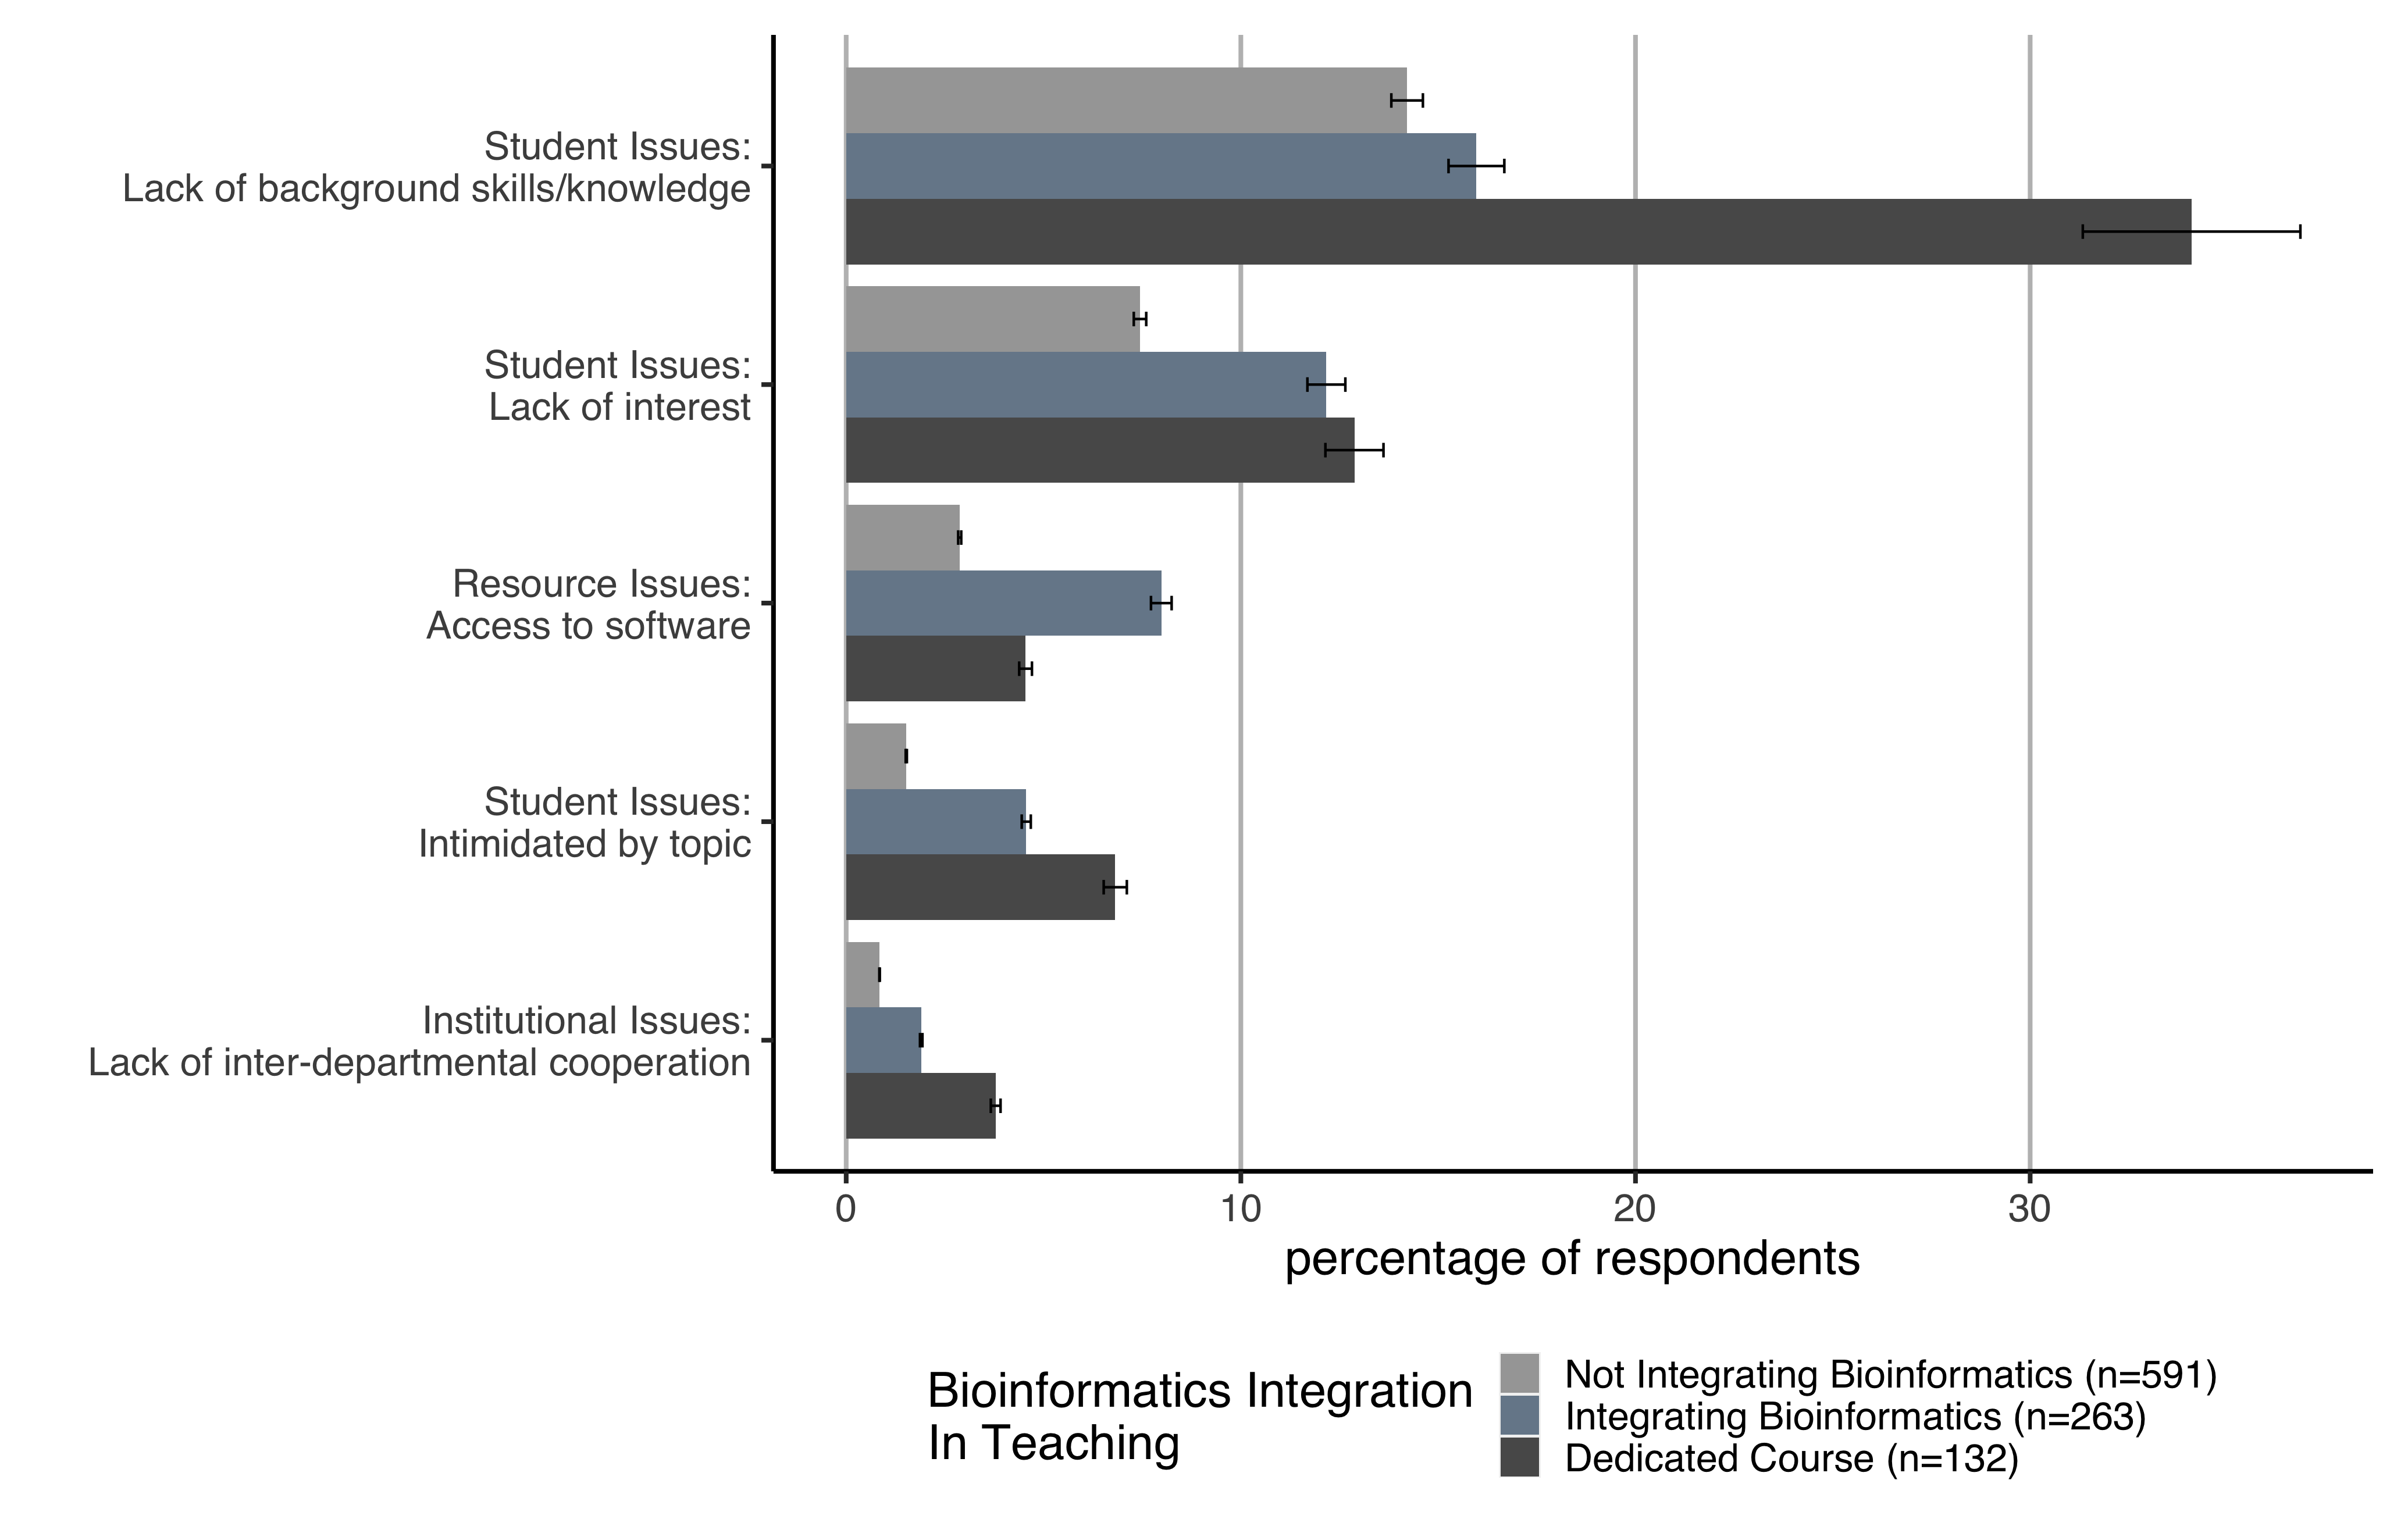 Student Issues:
Lack of background skills/knowledge
Student Issues:
Lack of interest
Resource Issues:
Access to software
Student Issues:
Intimidated by topic
Institutional Issues:
Lack of inter-departmental cooperation
0 10 20 30
percentage of respondents
Bioinformatics Integration
In Teaching
Not Integrating Bioinformatics (n=591)
Integrating Bioinformatics (n=263)
Dedicated Course (n=132)